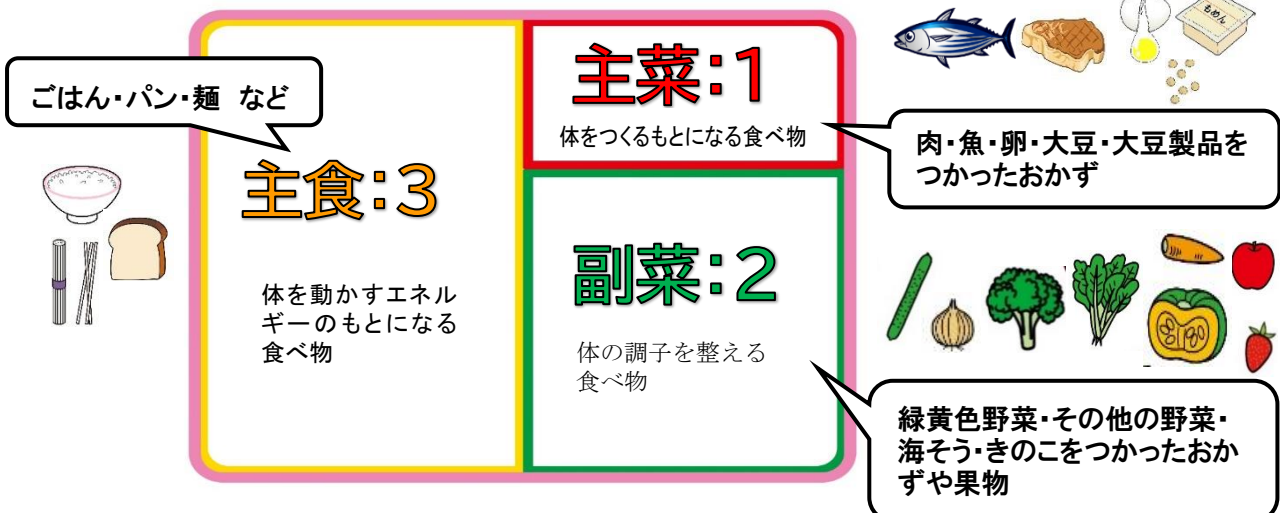 ごはん・パン・麺 など
主食:3
体を動かすエネル
ギーのもとになる
食べ物
主菜:1
体をつくるもとになる食べ物
もめん
肉・魚・卵・大豆・大豆製品を
つかったおかず
副菜:2
体の調子を整える
食べ物
緑黄色野菜・その他の野菜・
海そう・きのこをつかったおか
ずや果物